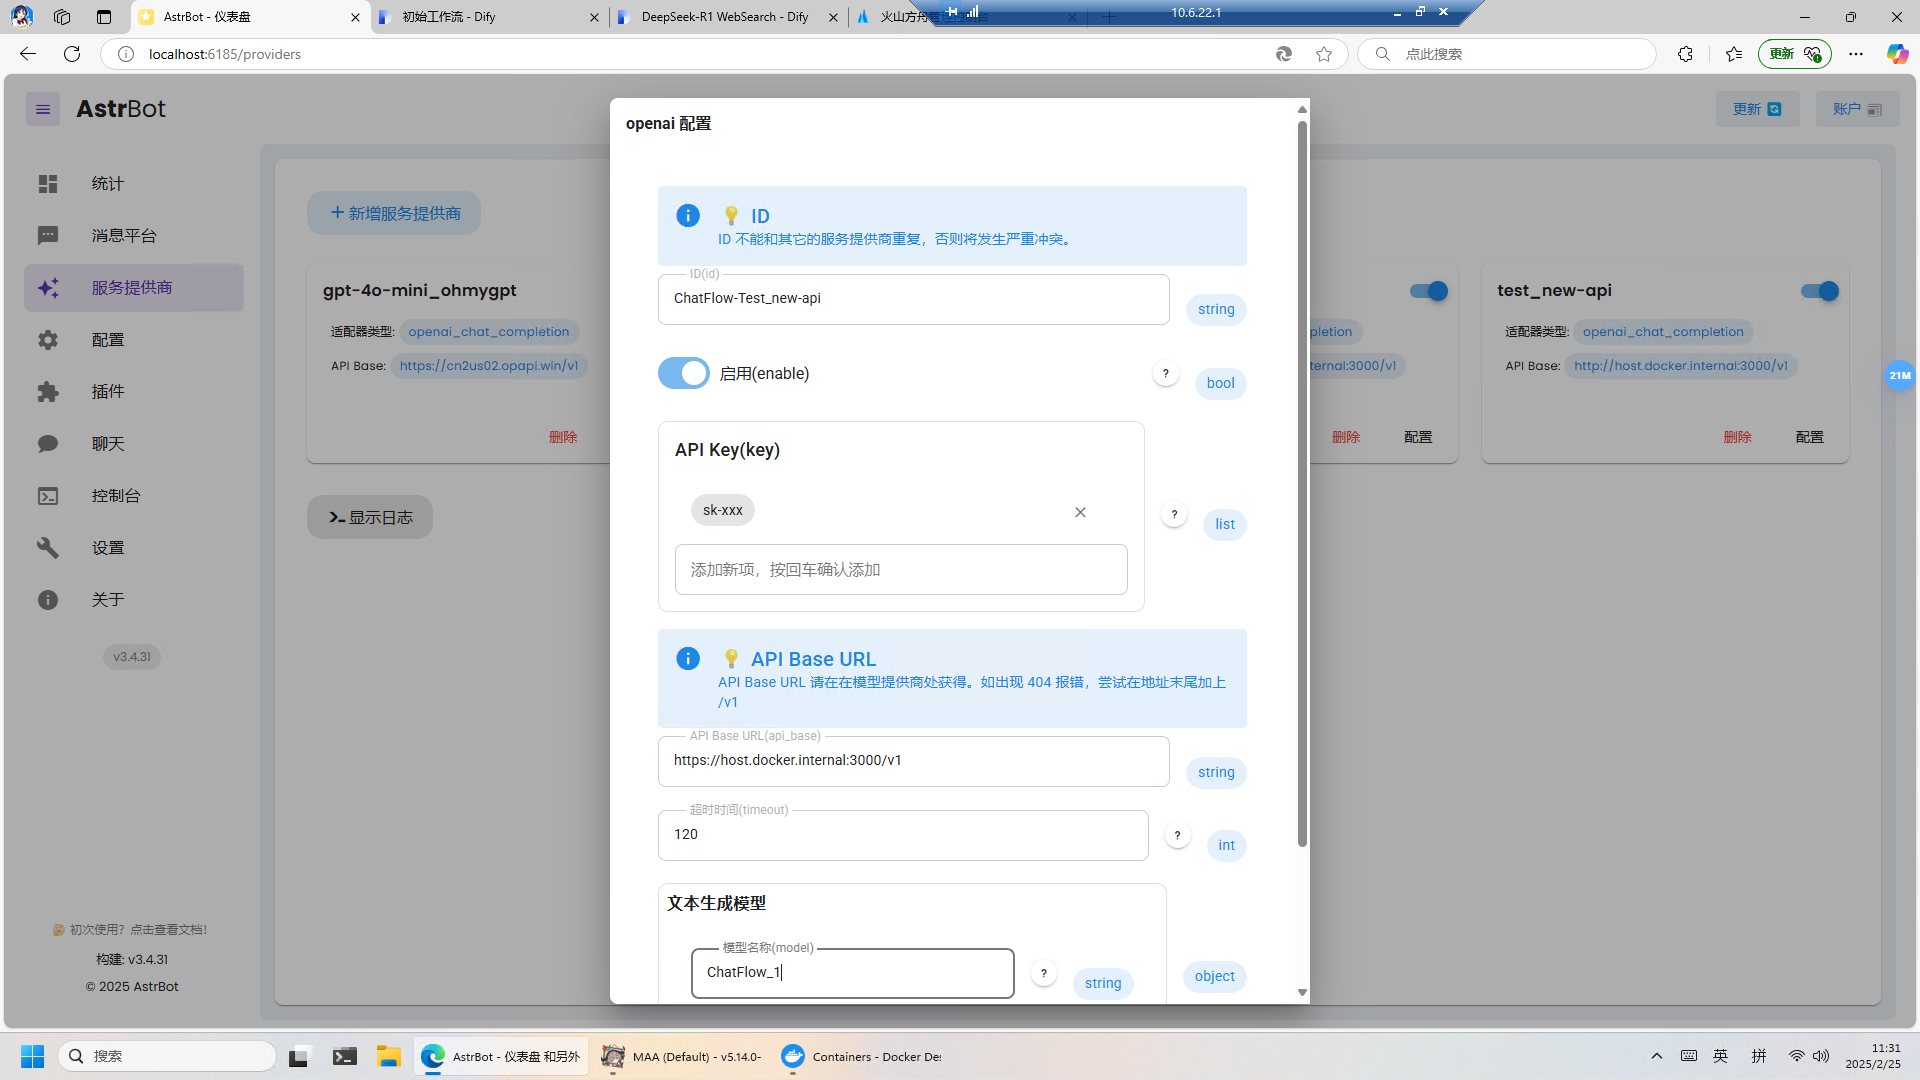 AstrBot - 仪表盘
初始工作流 - Dify
DeepSeek-R1 WebSearch - Dify
火山方舟
10.6.22.1
localhost:6185/providers
点此搜索
更新
AstrBot
更新
账户
统计
消息平台
服务提供商
配置
插件
聊天
控制台
设置
关于
v3.4.31
初次使用？点击查看文档！
构建: v3.4.31
© 2025 AstrBot
新增服务提供商
gpt-4o-mini_ohmygpt
适配器类型: openai_chat_completion
API Base: https://cn2us02.opapi.win/v1
删除
显示日志
openai 配置
ID
ID 不能和其它的服务提供商重复，否则将发生严重冲突。
ID(id)
ChatFlow-Test_new-api
string
启用(enable)
?
bool
API Key(key)
sk-xxx
?
list
添加新项，按回车确认添加
API Base URL
API Base URL 请在在模型提供商处获得。如出现 404 报错，尝试在地址末尾加上
/v1
API Base URL(api_base)
https://host.docker.internal:3000/v1
string
超时时间(timeout)
120
?
int
文本生成模型
模型名称(model)
ChatFlow_1
?
string
object
pletion
ternal:3000/v1
删除
配置
test_new-api
适配器类型: openai_chat_completion
API Base: http://host.docker.internal:3000/v1
删除
配置
21M
搜索
AstrBot - 仪表盘 和另外
MAA (Default) - v5.14.0-
Containers - Docker De
英
拼
11:31
2025/2/25